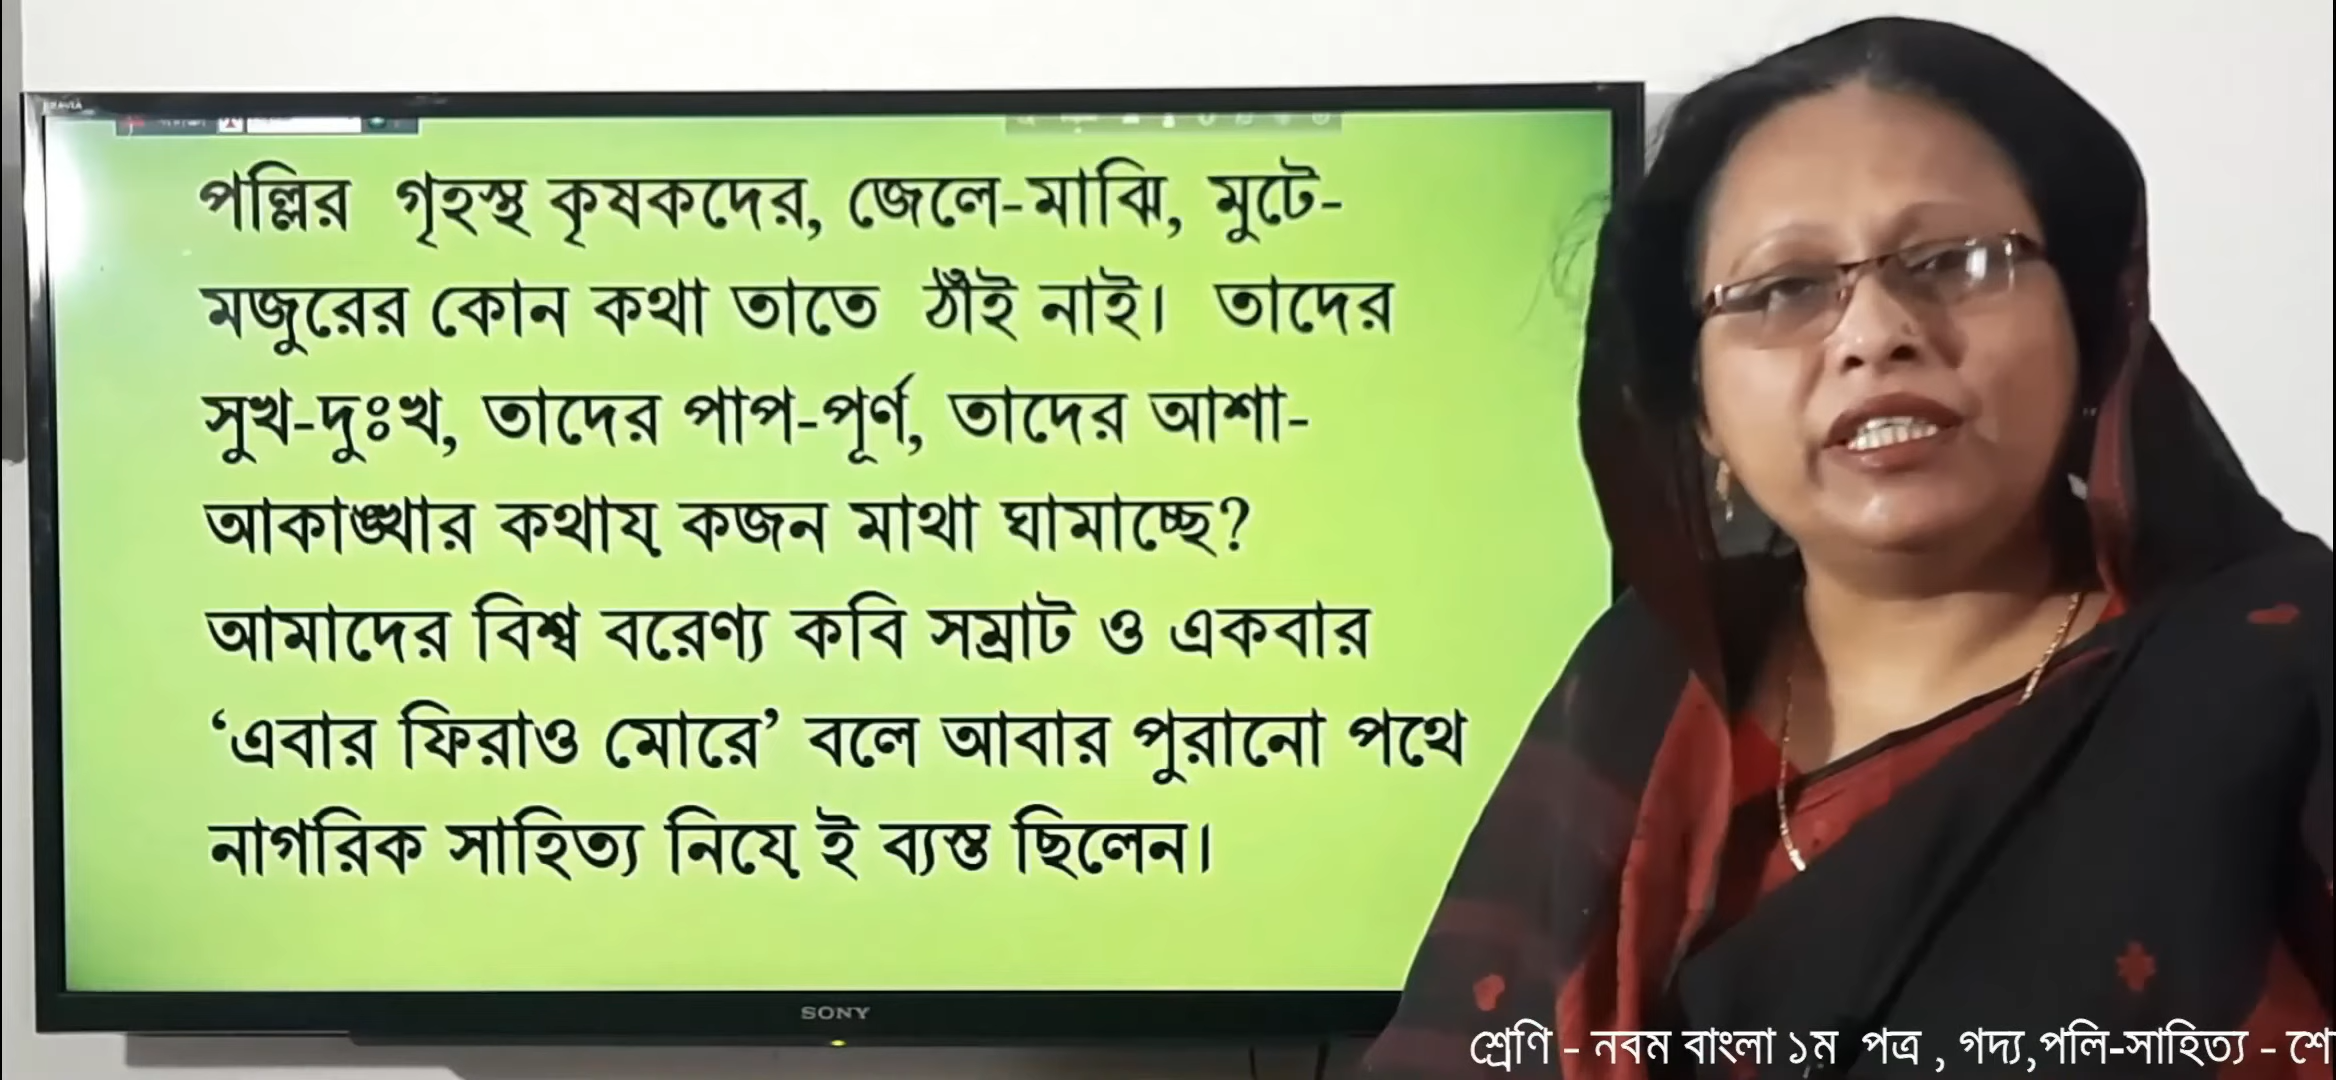 পল্লির গৃহস্থ কৃষকদের, জেলে-মাঝি, মুটে-
মজুরের কোন কথা তাতে ঠাঁই নাই। তাদের
সুখ-দুঃখ, তাদের পাপ-পূর্ণ, তাদের আশা-
আকাঙ্খার কথায় কজন মাথা ঘামাচ্ছে?
আমাদের বিশ্ব বরেণ্য কবি সম্রাট ও একবার
‘এবার ফিরাও মোরে’ বলে আবার পুরানো পথে
নাগরিক সাহিত্য নিয়ে ই ব্যস্ত ছিলেন।
SONY
শ্রেণি - নবম বাংলা ১ম পত্র , গদ্য,পলি-সাহিত্য -